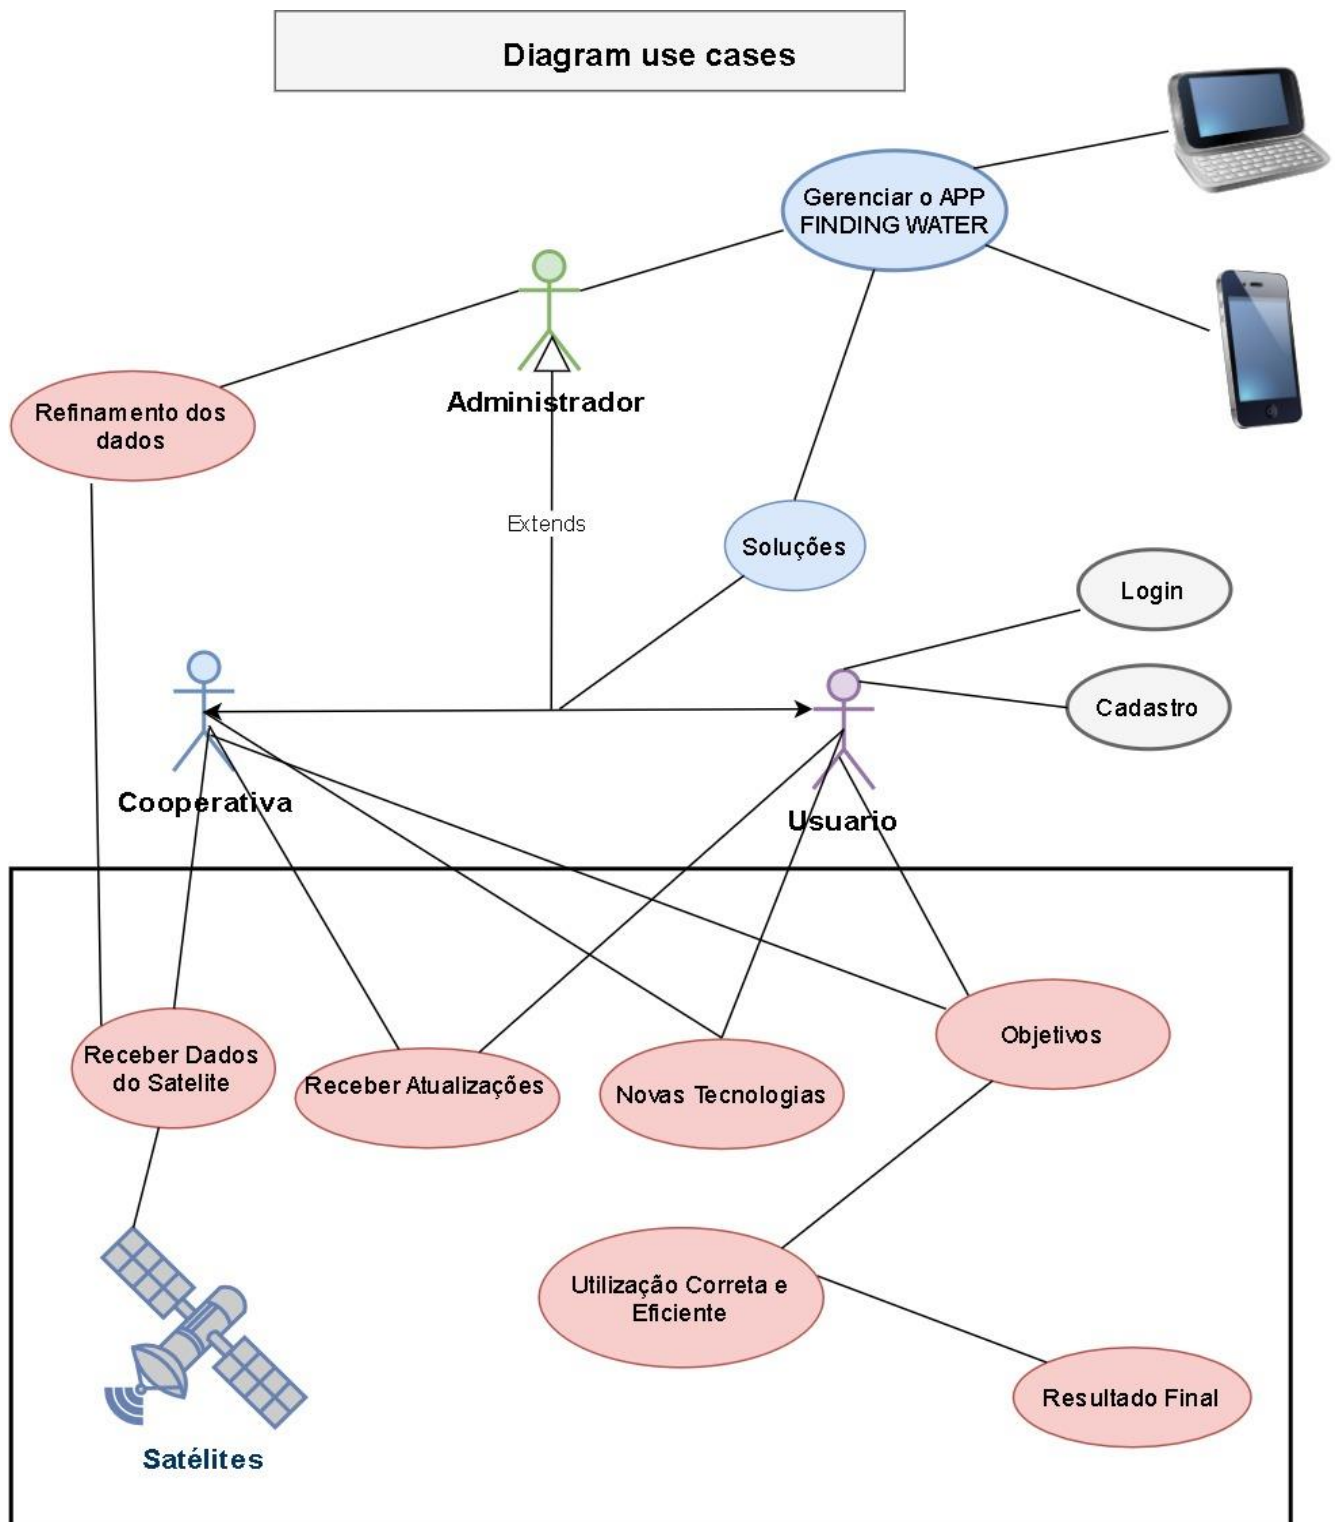 Diagram use cases
Gerenciar o APP
FINDING WATER
Administrador
Refinamento dos
dados
Extends
Soluções
Login
Cadastro
Cooperativa
Usuario
Receber Dados
do Satelite
Receber Atualizações
Novas Tecnologias
Objetivos
Utilização Correta e
Eficiente
Resultado Final
Satélites